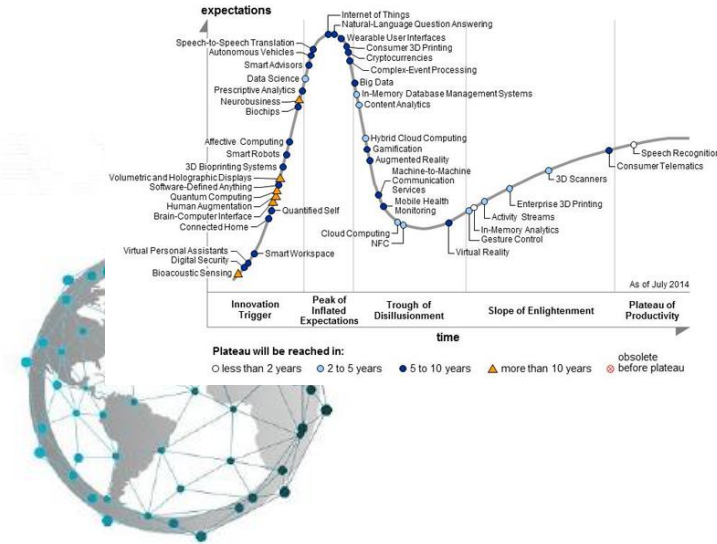 expectations
Internet of Things
Natural-Language Question Answering
Wearable User Interfaces
Speech-to-Speech Translation
Consumer 3D Printing
Autonomous Vehicles
Cryptocurrencies
Smart Advisors
Complex-Event Processing
Data Science
Big Data
Prescriptive Analytics
In-Memory Database Management Systems
Neurobusiness
Content Analytics
Biochips
Hybrid Cloud Computing
Affective Computing
Gamification
Speech Recognition
Smart Robots
Augmented Reality
Consumer Telematics
3D Bioprinting Systems
Machine-to-Machine
Communication
Services
Volumetric and Holographic Displays
3D Scanners
Software-Defined Anything
Quantum Computing
Mobile Health
Monitoring
Human Augmentation
Enterprise 3D Printing
Brain-Computer Interface
Quantified Self
Activity Streams
Connected Home
In-Memory Analytics
Cloud Computing
Gesture Control
NFC
Virtual Reality
Virtual Personal Assistants
Smart Workspace
Digital Security
Bioacoustic Sensing
As of July 2014
Innovation
Trigger
Peak of
Inflated
Expectations
Trough of
Disillusionment
Slope of Enlightenment
Plateau of
Productivity
time
Plateau will be reached in:
less than 2 years
2 to 5 years
5 to 10 years
more than 10 years
obsolete
before plateau